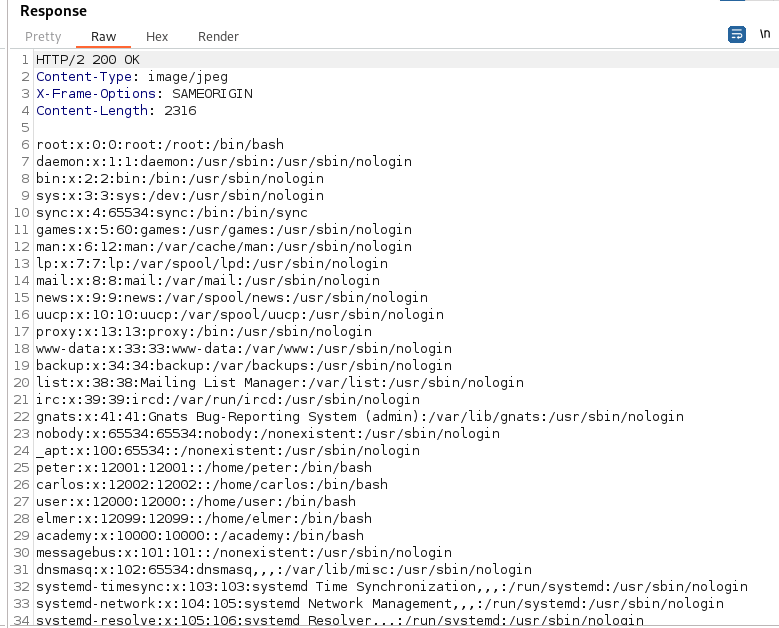 Response
Pretty Raw Hex Render \n
1 HTTP/2 200 OK
2 Content-Type: image/jpeg
3 X-Frame-Options: SAMEORIGIN
4 Content-Length: 2316
5
6 root:x:0:0:root:/root:/bin/bash
7 daemon:x:1:1:daemon:/usr/sbin:/usr/sbin/nologin
8 bin:x:2:2:bin:/bin:/usr/sbin/nologin
9 sys:x:3:3:sys:/dev:/usr/sbin/nologin
10 sync:x:4:65534:sync:/bin:/bin/sync
11 games:x:5:60:games:/usr/games:/usr/sbin/nologin
12 man:x:6:12:man:/var/cache/man:/usr/sbin/nologin
13 lp:x:7:7:lp:/var/spool/lpd:/usr/sbin/nologin
14 mail:x:8:8:mail:/var/mail:/usr/sbin/nologin
15 news:x:9:9:news:/var/spool/news:/usr/sbin/nologin
16 uucp:x:10:10:uucp:/var/spool/uucp:/usr/sbin/nologin
17 proxy:x:13:13:proxy:/bin:/usr/sbin/nologin
18 www-data:x:33:33:www-data:/var/www:/usr/sbin/nologin
19 backup:x:34:34:backup:/var/backups:/usr/sbin/nologin
20 list:x:38:38:Mailing List Manager:/var/list:/usr/sbin/nologin
21 irc:x:39:39:ircd:/var/run/ircd:/usr/sbin/nologin
22 gnats:x:41:41:Gnats Bug-Reporting System (admin):/var/lib/gnats:/usr/sbin/nologin
23 nobody:x:65534:65534:nobody:/nonexistent:/usr/sbin/nologin
24 _apt:x:100:65534::/nonexistent:/usr/sbin/nologin
25 peter:x:12001:12001::/home/peter:/bin/bash
26 carlos:x:12002:12002::/home/carlos:/bin/bash
27 user:x:12000:12000::/home/user:/bin/bash
28 elmer:x:12099:12099::/home/elmer:/bin/bash
29 academy:x:10000:10000::/academy:/bin/bash
30 messagebus:x:101:101::/nonexistent:/usr/sbin/nologin
31 dnsmasq:x:102:65534:dnsmasq,,,:/var/lib/misc:/usr/sbin/nologin
32 systemd-timesync:x:103:103:systemd Time Synchronization,,,:/run/systemd:/usr/sbin/nologin
33 systemd-network:x:104:105:systemd Network Management,,,:/run/systemd:/usr/sbin/nologin
34 systemd-resolve:x:105:106:systemd Resolver,,,:/run/systemd:/usr/sbin/nologin